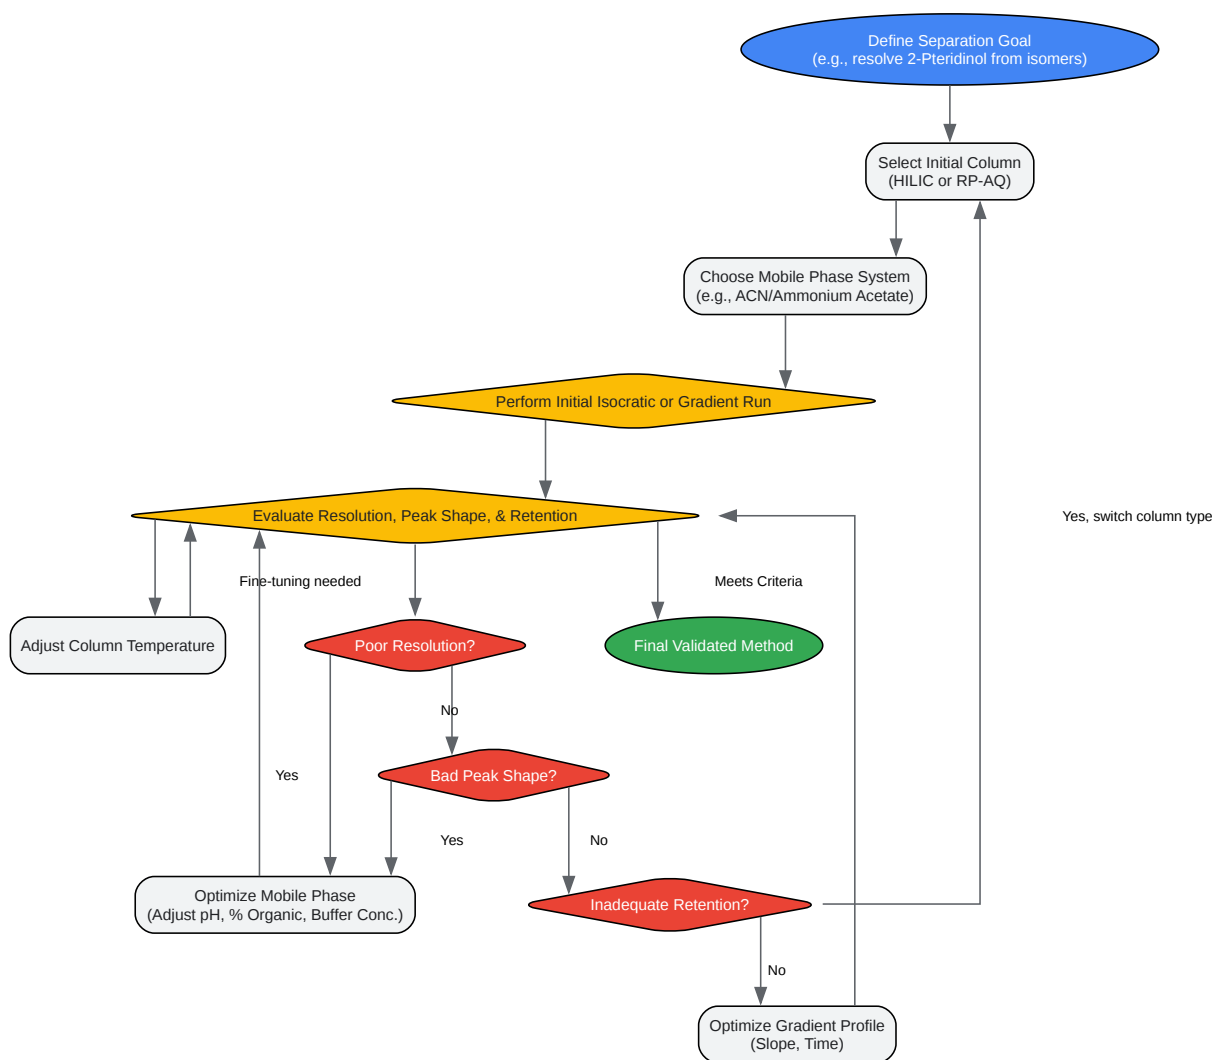 Define Separation Goal
(e.g., resolve 2-Pteridinol from isomers)
Select Initial Column
(HILIC or RP-AQ)
Choose Mobile Phase System
(e.g., ACN/Ammonium Acetate)
Perform Initial Isocratic or Gradient Run
Evaluate Resolution, Peak Shape, & Retention
Yes, switch column type
Fine-tuning needed
Meets Criteria
Adjust Column Temperature
Poor Resolution?
Final Validated Method
No
Yes
Bad Peak Shape?
Yes
No
Optimize Mobile Phase
(Adjust pH, % Organic, Buffer Conc.)
Inadequate Retention?
No
Optimize Gradient Profile
(Slope, Time)